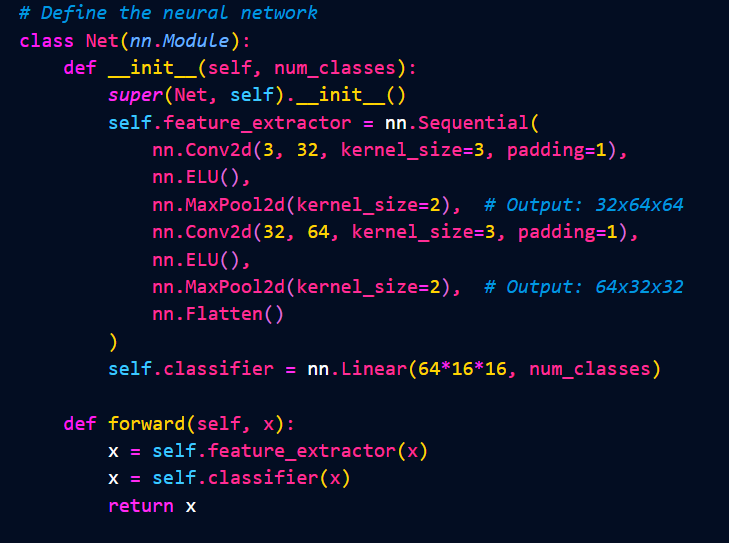 # Define the neural network
class Net(nn.Module):
    def __init__(self, num_classes):
        super(Net, self).__init__()
        self.feature_extractor = nn.Sequential(
            nn.Conv2d(3, 32, kernel_size=3, padding=1),
            nn.ELU(),
            nn.MaxPool2d(kernel_size=2),  # Output: 32x64x64
            nn.Conv2d(32, 64, kernel_size=3, padding=1),
            nn.ELU(),
            nn.MaxPool2d(kernel_size=2),  # Output: 64x32x32
            nn.Flatten()
        )
        self.classifier = nn.Linear(64*16*16, num_classes)

    def forward(self, x):
        x = self.feature_extractor(x)
        x = self.classifier(x)
        return x